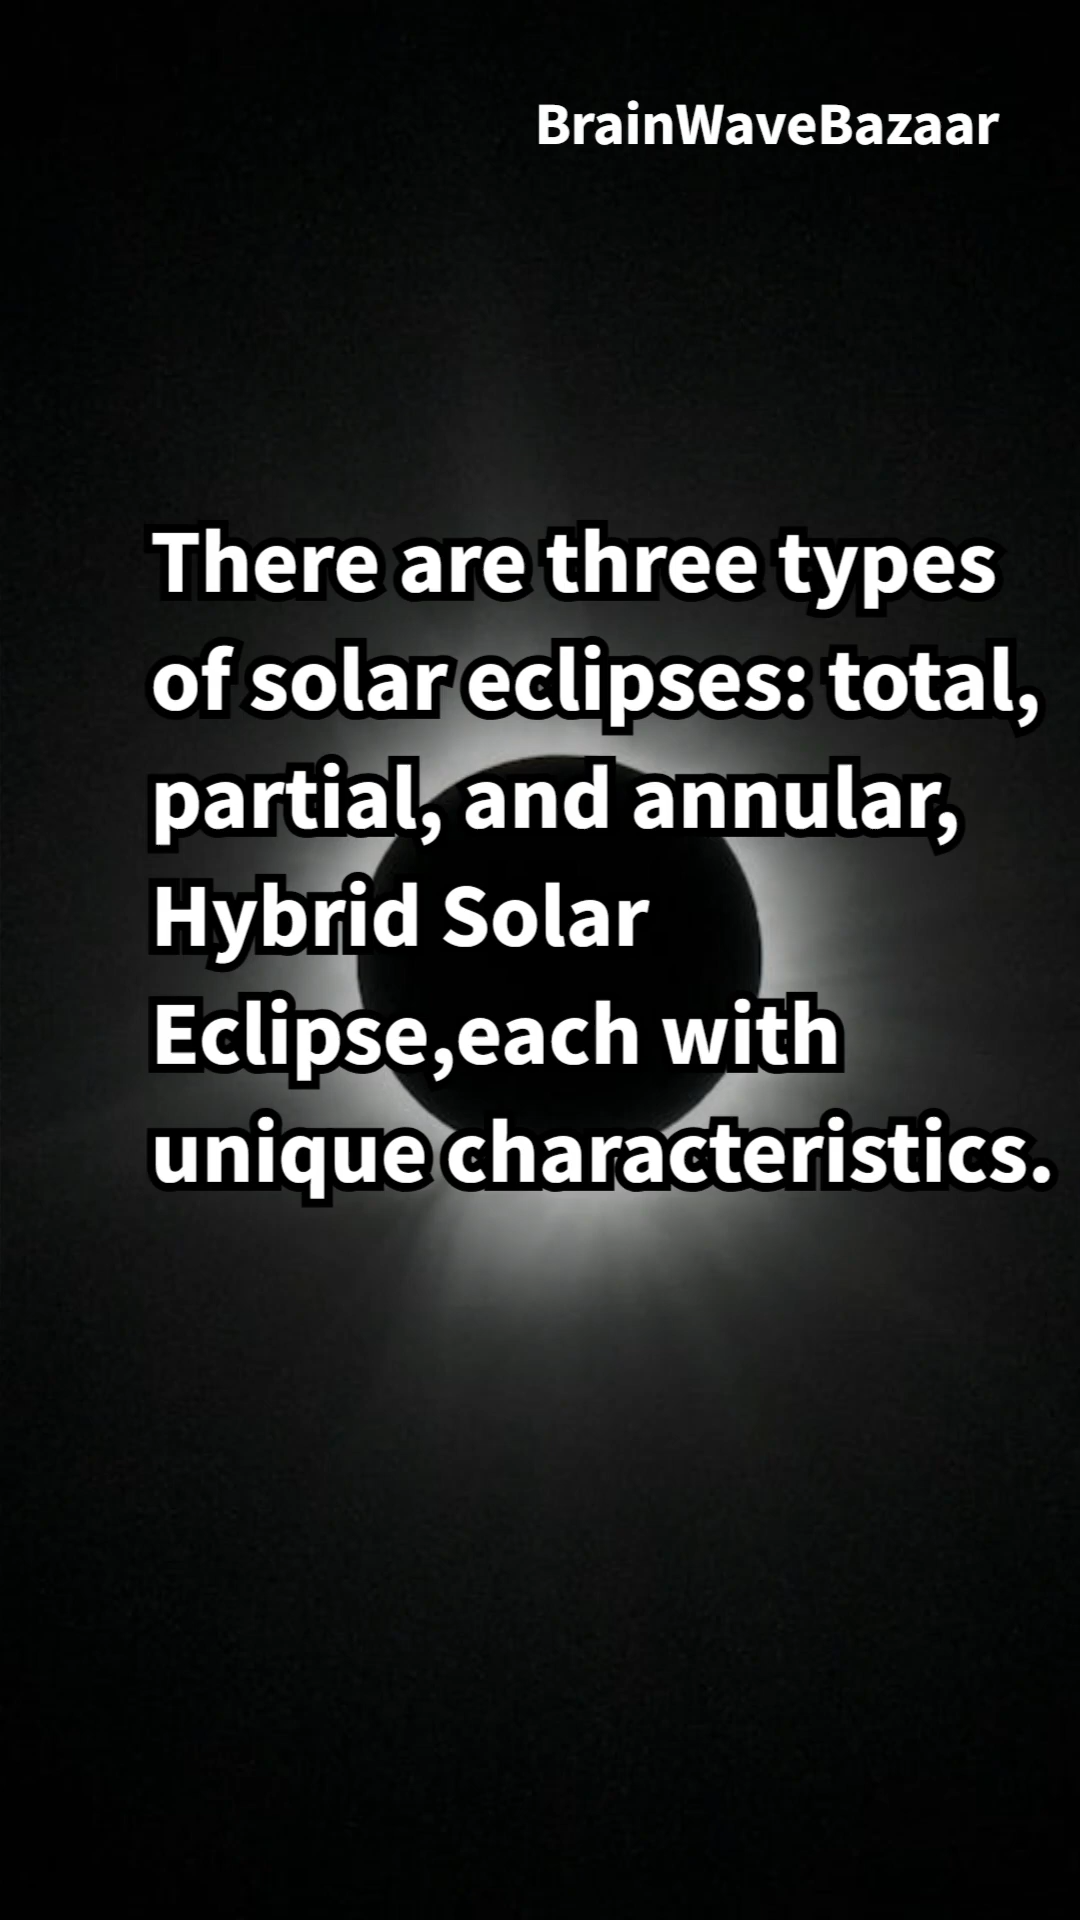 BrainWaveBazaar
There are three types
of solar eclipses: total,
partial, and annular,
Hybrid Solar
Eclipse,each with
unique characteristics.